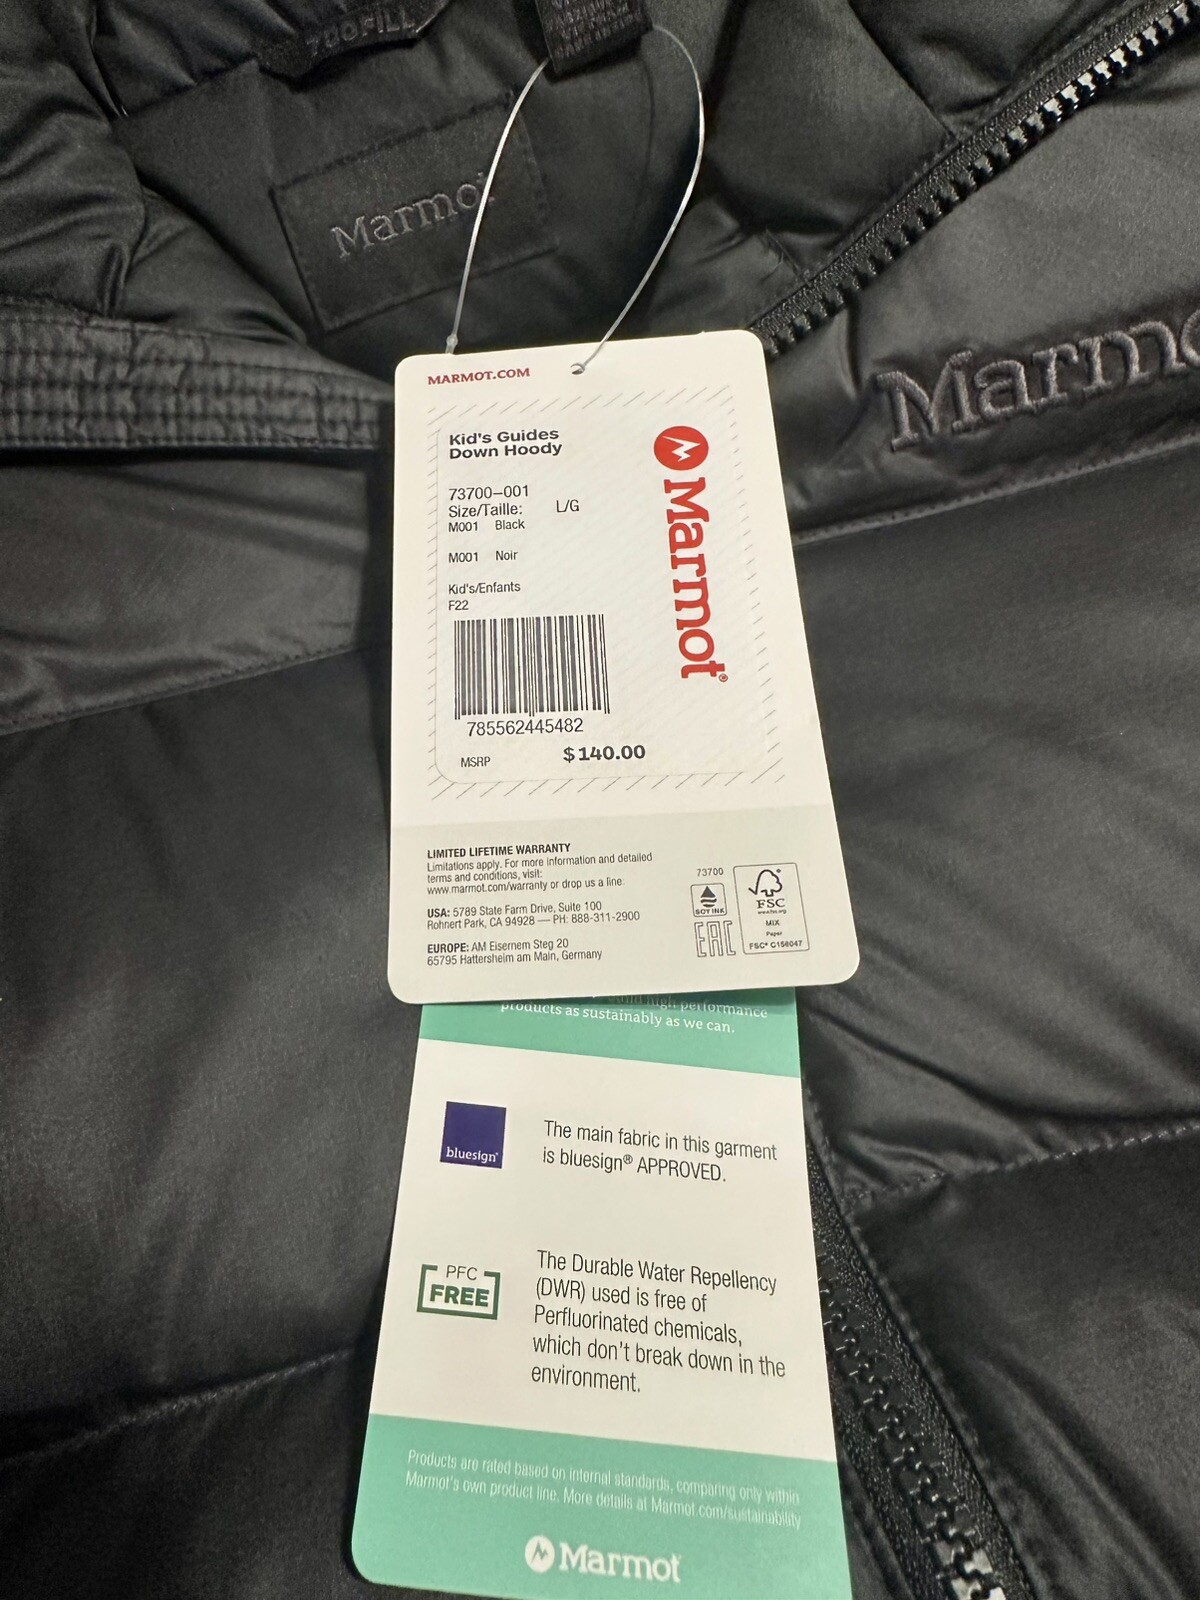 700FILL
Marmot
Marmo
MARMOT.COM
Kid's Guides
Down Hoody
73700-001
Size/Taille: L/G
M001 Black
M001 Noir
Kid's/Enfants
F22
785562445482
MSRP $140.00
Marmot®
LIMITED LIFETIME WARRANTY
Limitations apply. For more information and detailed
terms and conditions, visit:
www.marmot.com/warranty or drop us a line.
USA: 5789 State Farm Drive, Suite 100
Rohnert Park, CA 94928 — PH: 888-311-2900
EUROPE: AM Eisernem Steg 20
65795 Hattersheim am Main, Germany
73700
SOY INK
EAC
FSC
www.fsc.org
MIX
Paper
FSC® C156047
build high performance
products as sustainably as we can.
bluesign®
The main fabric in this garment
is bluesign® APPROVED.
PFC
FREE
The Durable Water Repellency
(DWR) used is free of
Perfluorinated chemicals,
which don't break down in the
environment.
Products are rated based on internal standards, comparing only within
Marmot's own product line. More details at Marmot.com/sustainability
Marmot